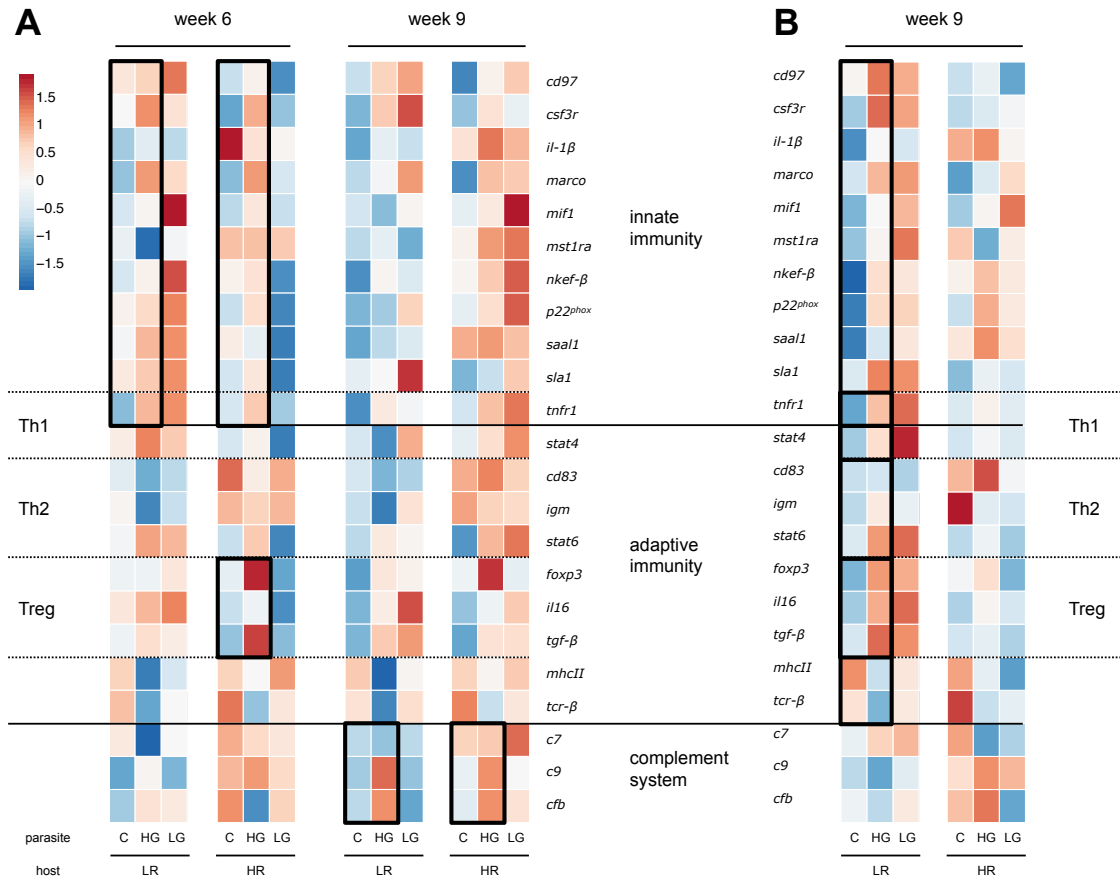 A
week 6
week 9
B
week 9
1.5
1
0.5
0
−0.5
−1
−1.5
cd97
csf3r
il-1β
marco
mif1
mst1ra
nkef-β
p22phox
saal1
sla1
tnfr1
stat4
cd83
igm
stat6
foxp3
il16
tgf-β
mhcII
tcr-β
c7
c9
cfb
innate
immunity
adaptive
immunity
complement
system
Th1
Th2
Treg
cd97
csf3r
il-1β
marco
mif1
mst1ra
nkef-β
p22phox
saal1
sla1
tnfr1
stat4
cd83
igm
stat6
foxp3
il16
tgf-β
mhcII
tcr-β
c7
c9
cfb
Th1
Th2
Treg
parasite C HG LG C HG LG C HG LG C HG LG C HG LG C HG LG
host LR HR LR HR LR HR